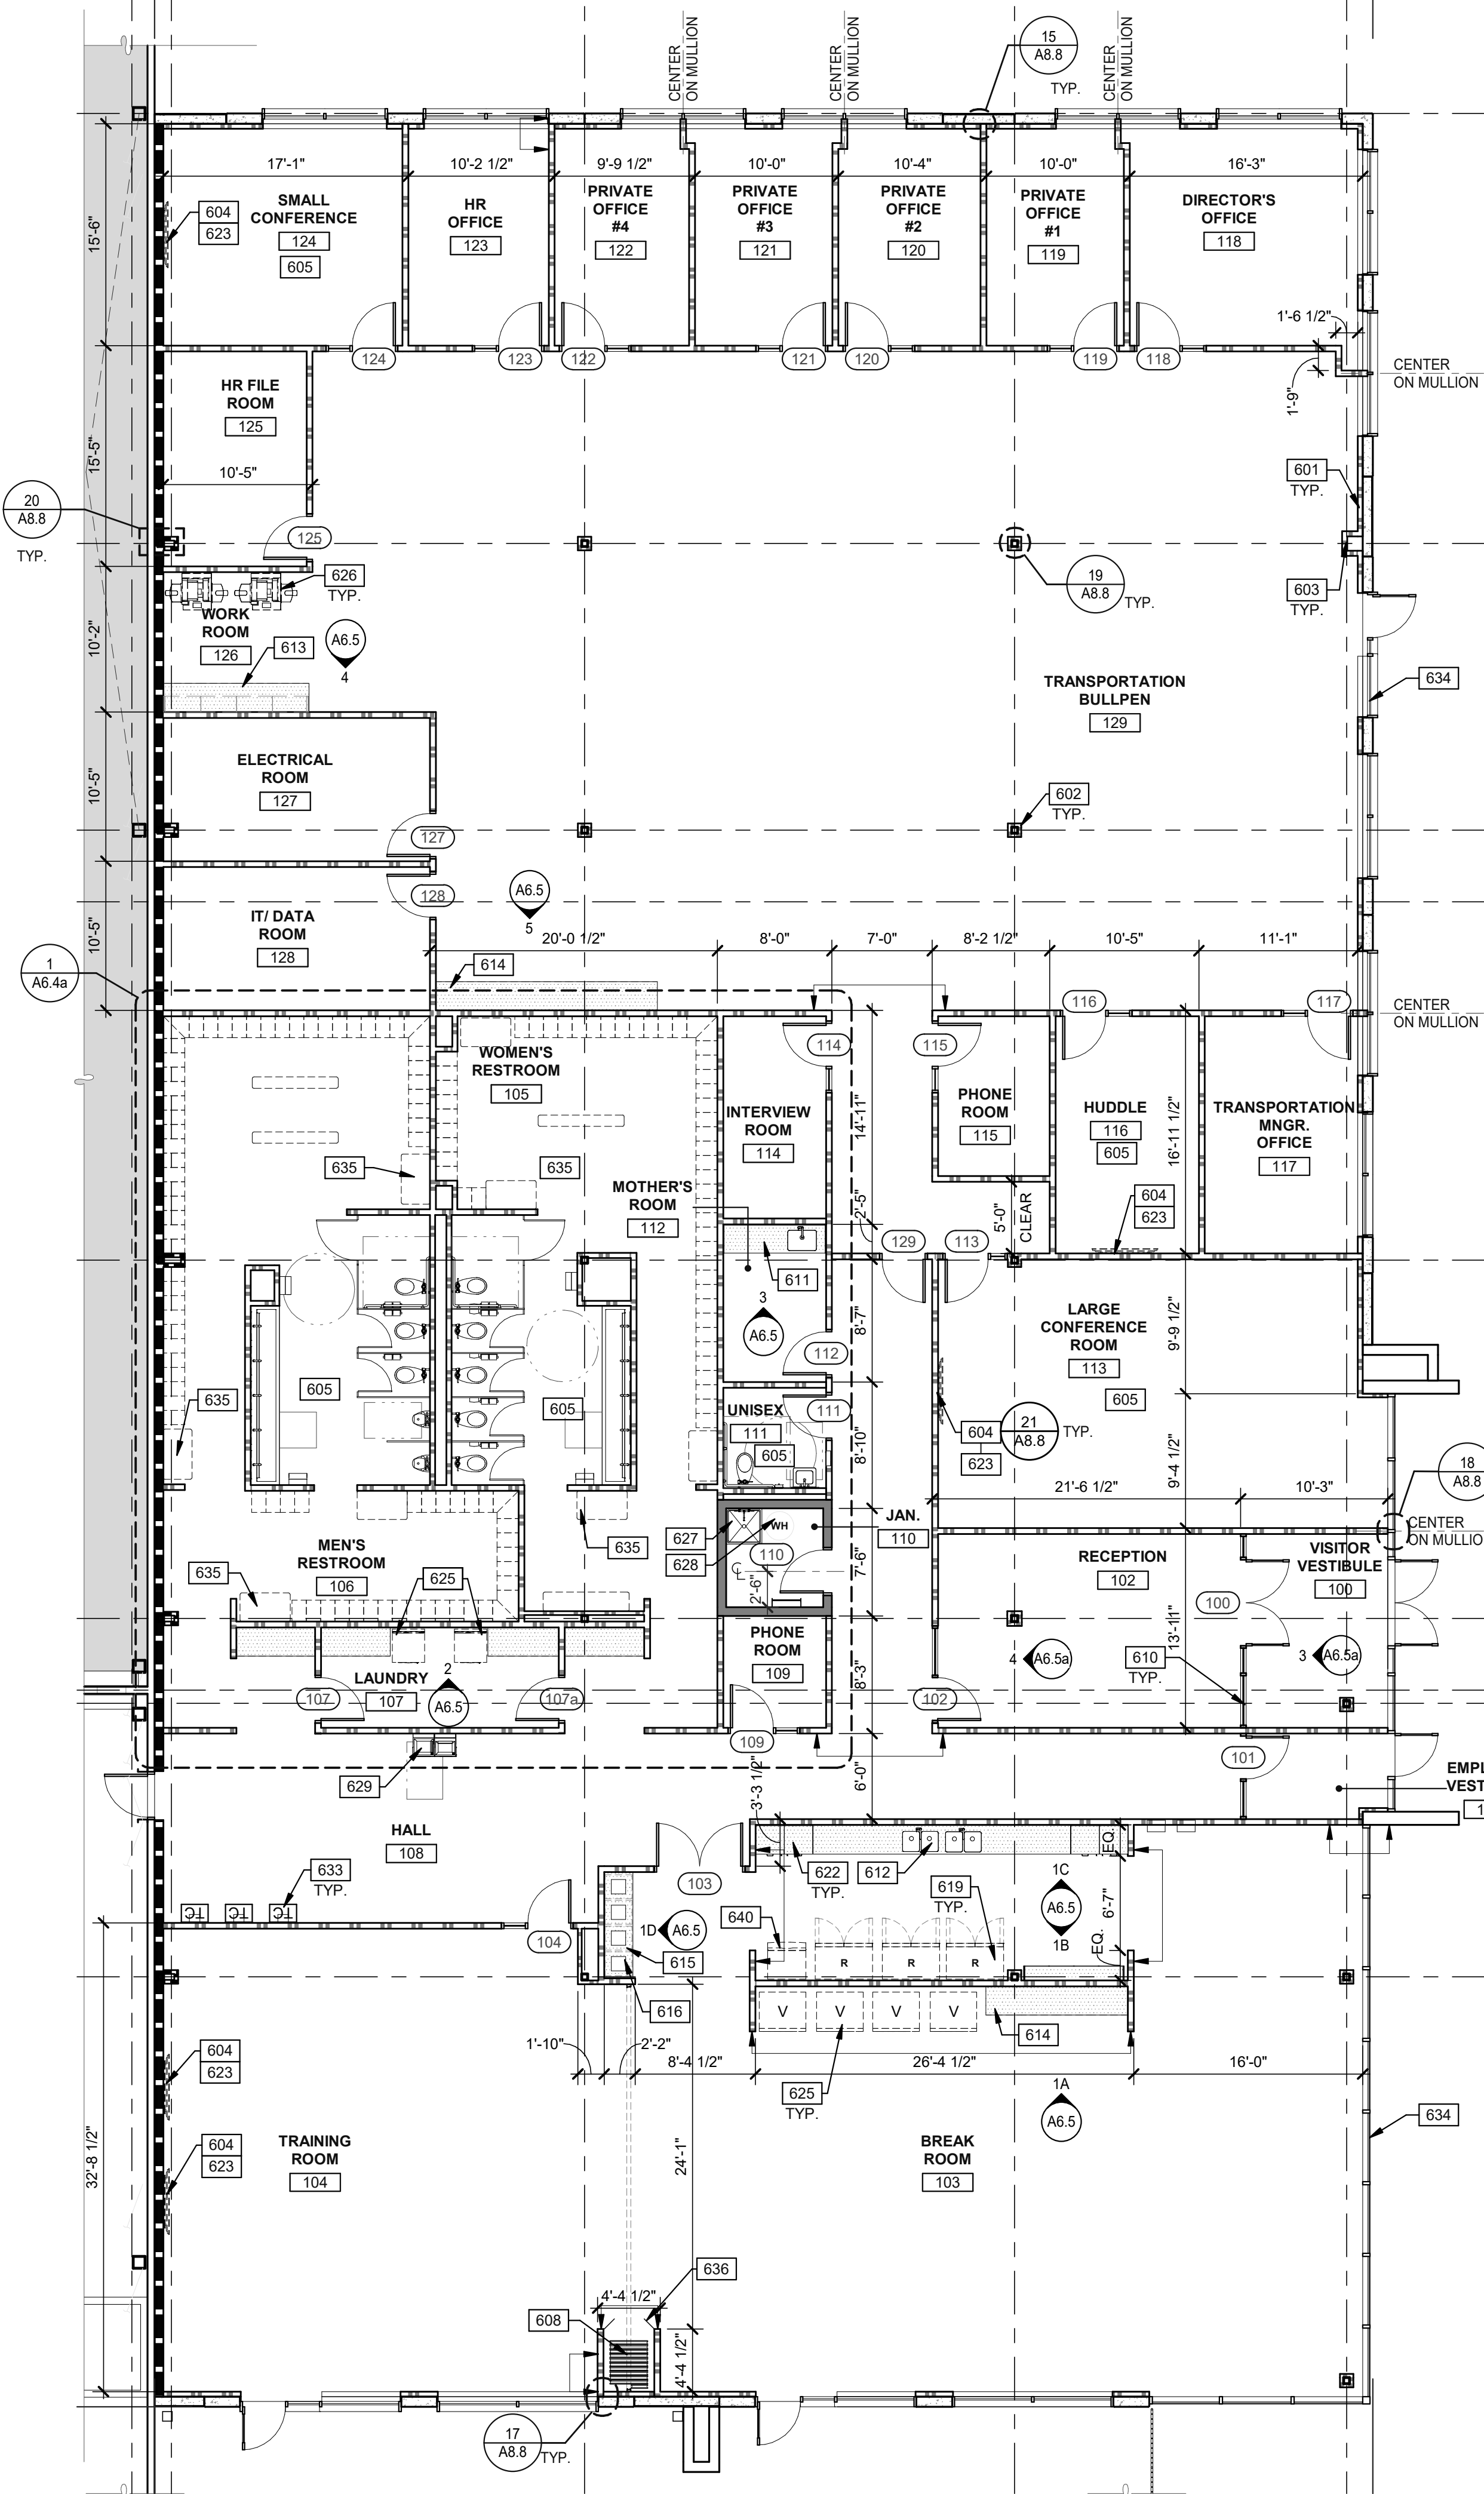 CENTER
ON MULLION
CENTER
ON MULLION
15
A8.8
TYP.
CENTER
ON MULLION
17'-1"
10'-2 1/2"
9'-9 1/2"
10'-0"
10'-4"
10'-0"
16'-3"
15'-6"
604
623
SMALL
CONFERENCE
124
605
HR
OFFICE
123
PRIVATE
OFFICE
#4
122
PRIVATE
OFFICE
#3
121
PRIVATE
OFFICE
#2
120
PRIVATE
OFFICE
#1
119
DIRECTOR'S
OFFICE
118
1'-6 1/2"
124
123
122
121
120
119
118
1'-9"
CENTER
ON MULLION
HR FILE
ROOM
125
15'-5"
10'-5"
20
A8.8
TYP.
125
601
TYP.
626
TYP.
19
A8.8
TYP.
603
TYP.
WORK
ROOM
126
10'-2"
613
A6.5
4
TRANSPORTATION
BULLPEN
129
634
ELECTRICAL
ROOM
127
10'-5"
127
602
TYP.
128
A6.5
5
IT/ DATA
ROOM
128
10'-5"
20'-0 1/2"
8'-0"
7'-0"
8'-2 1/2"
10'-5"
11'-1"
1
A6.4a
614
116
117
CENTER
ON MULLION
WOMEN'S
RESTROOM
105
114
115
INTERVIEW
ROOM
114
14'-11"
PHONE
ROOM
115
HUDDLE
116
605
16'-11 1/2"
TRANSPORTATION
MNGR.
OFFICE
117
635
635
MOTHER'S
ROOM
112
2'-5"
5'-0"
CLEAR
604
623
129
113
611
3
A6.5
8'-7"
112
LARGE
CONFERENCE
ROOM
113
605
9'-9 1/2"
635
605
605
UNISEX
111
605
111
8'-10"
604
623
21
A8.8
TYP.
9'-4 1/2"
21'-6 1/2"
10'-3"
18
A8.8
CENTER
ON MULLIO
627
628
WH
110
2'-6"
JAN.
110
7'-6"
RECEPTION
102
VISITOR
VESTIBULE
100
100
635
MEN'S
RESTROOM
106
635
625
PHONE
ROOM
109
8'-3"
4
A6.5a
610
TYP.
13'-11"
3
A6.5a
LAUNDRY
107
2
A6.5
107
107a
102
109
101
629
3'-3 1/2"
6'-0"
EMPL
VEST
1
HALL
108
633
TYP.
TC
TC
TC
103
622
TYP.
612
619
TYP.
1C
A6.5
1B
EQ.
6'-7"
EQ.
104
1D
A6.5
640
615
616
R
R
R
V
V
V
V
614
1'-10"
2'-2"
8'-4 1/2"
26'-4 1/2"
16'-0"
604
623
625
TYP.
1A
A6.5
634
32'-8 1/2"
604
623
TRAINING
ROOM
104
24'-1"
BREAK
ROOM
103
636
4'-4 1/2"
608
4'-4 1/2"
17
A8.8
TYP.